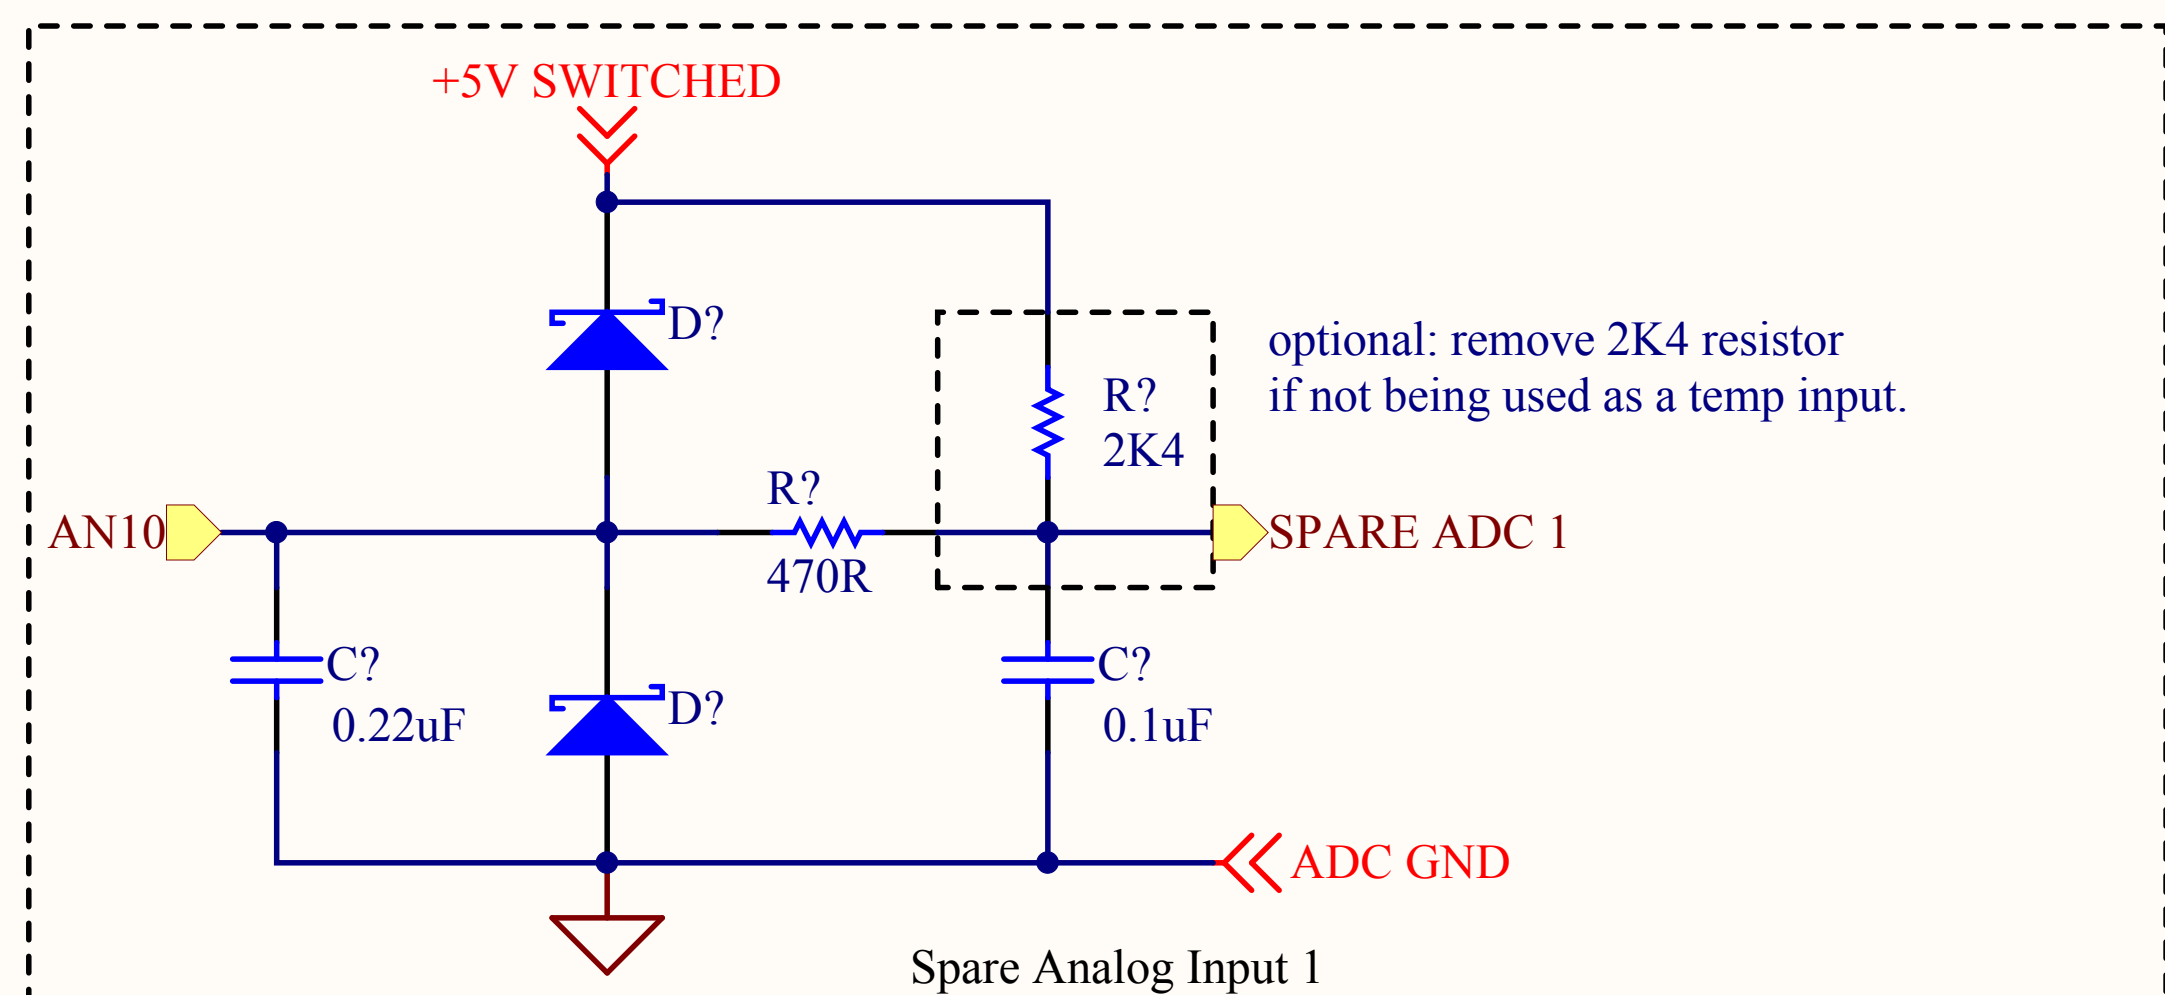 +5V SWITCHED
D?
optional: remove 2K4 resistor
if not being used as a temp input.
R?
2K4
R?
470R
AN10
SPARE ADC 1
C?
0.22uF
D?
C?
0.1uF
ADC GND
Spare Analog Input 1